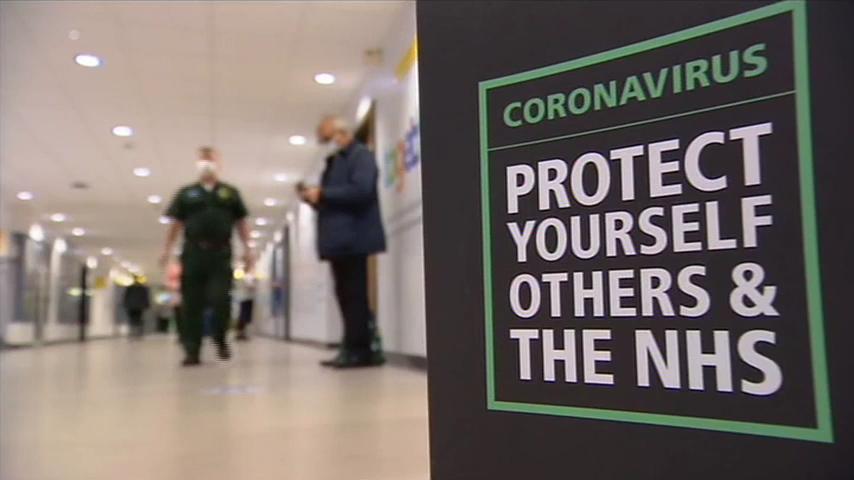 CORONAVIRUS
PROTECT
YOURSELF
OTHERS &
THE NHS